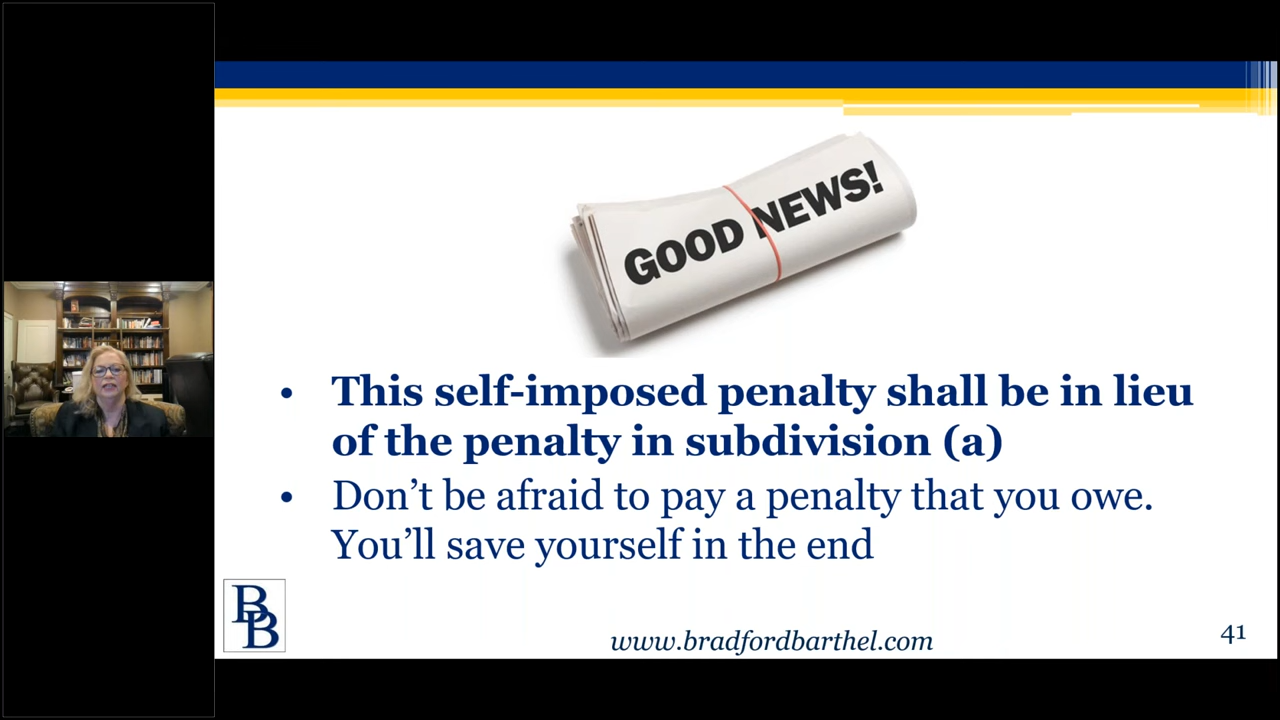 GOOD NEWS!
• This self-imposed penalty shall be in lieu
of the penalty in subdivision (a)
• Don’t be afraid to pay a penalty that you owe.
You’ll save yourself in the end
BB
www.bradfordbarthel.com
41